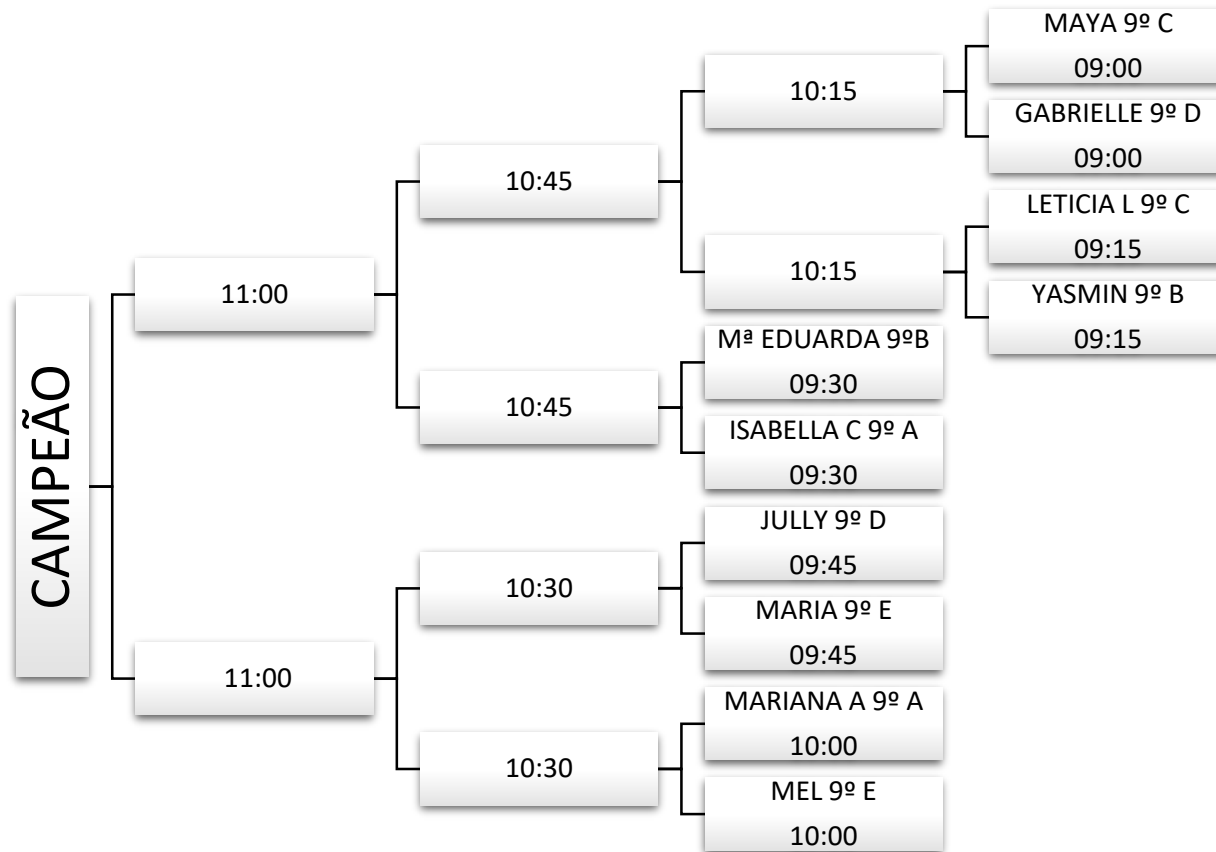 MAYA 9º C
09:00
10:15
GABRIELLE 9º D
09:00
10:45
LETICIA L 9º C
09:15
10:15
YASMIN 9º B
09:15
11:00
Mª EDUARDA 9ºB
09:30
10:45
ISABELLA C 9º A
09:30
CAMPEÃO
JULLY 9º D
09:45
10:30
MARIA 9º E
09:45
11:00
MARIANA A 9º A
10:00
10:30
MEL 9º E
10:00